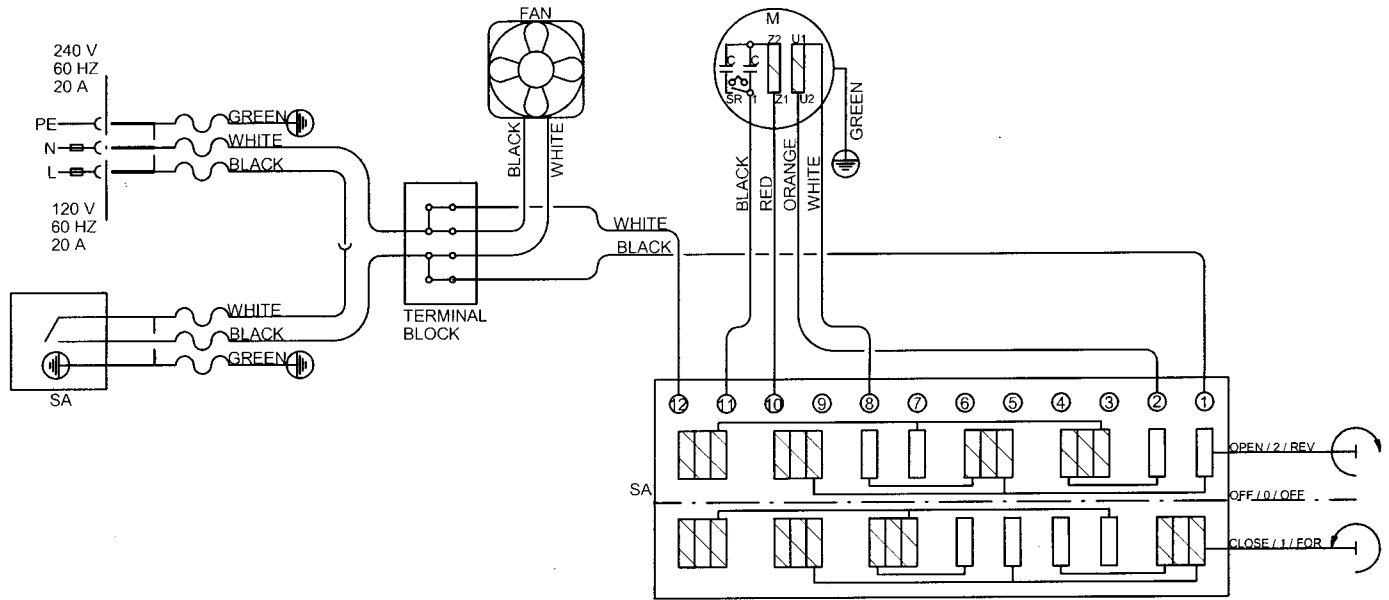 FAN
M
240 V
60 HZ
20 A
Z2 U1
C C
SR 1 Z1 U2
PE
GREEN
N
WHITE
L
BLACK
120 V
60 HZ
20 A
BLACK
WHITE
BLACK
RED
ORANGE
WHITE
GREEN
WHITE
BLACK
WHITE
BLACK
GREEN
SA
TERMINAL
BLOCK
12 11 10 9 8 7 6 5 4 3 2 1
OPEN / 2 / REV
SA
OFF / 0 / OFF
CLOSE / 1 / FOR